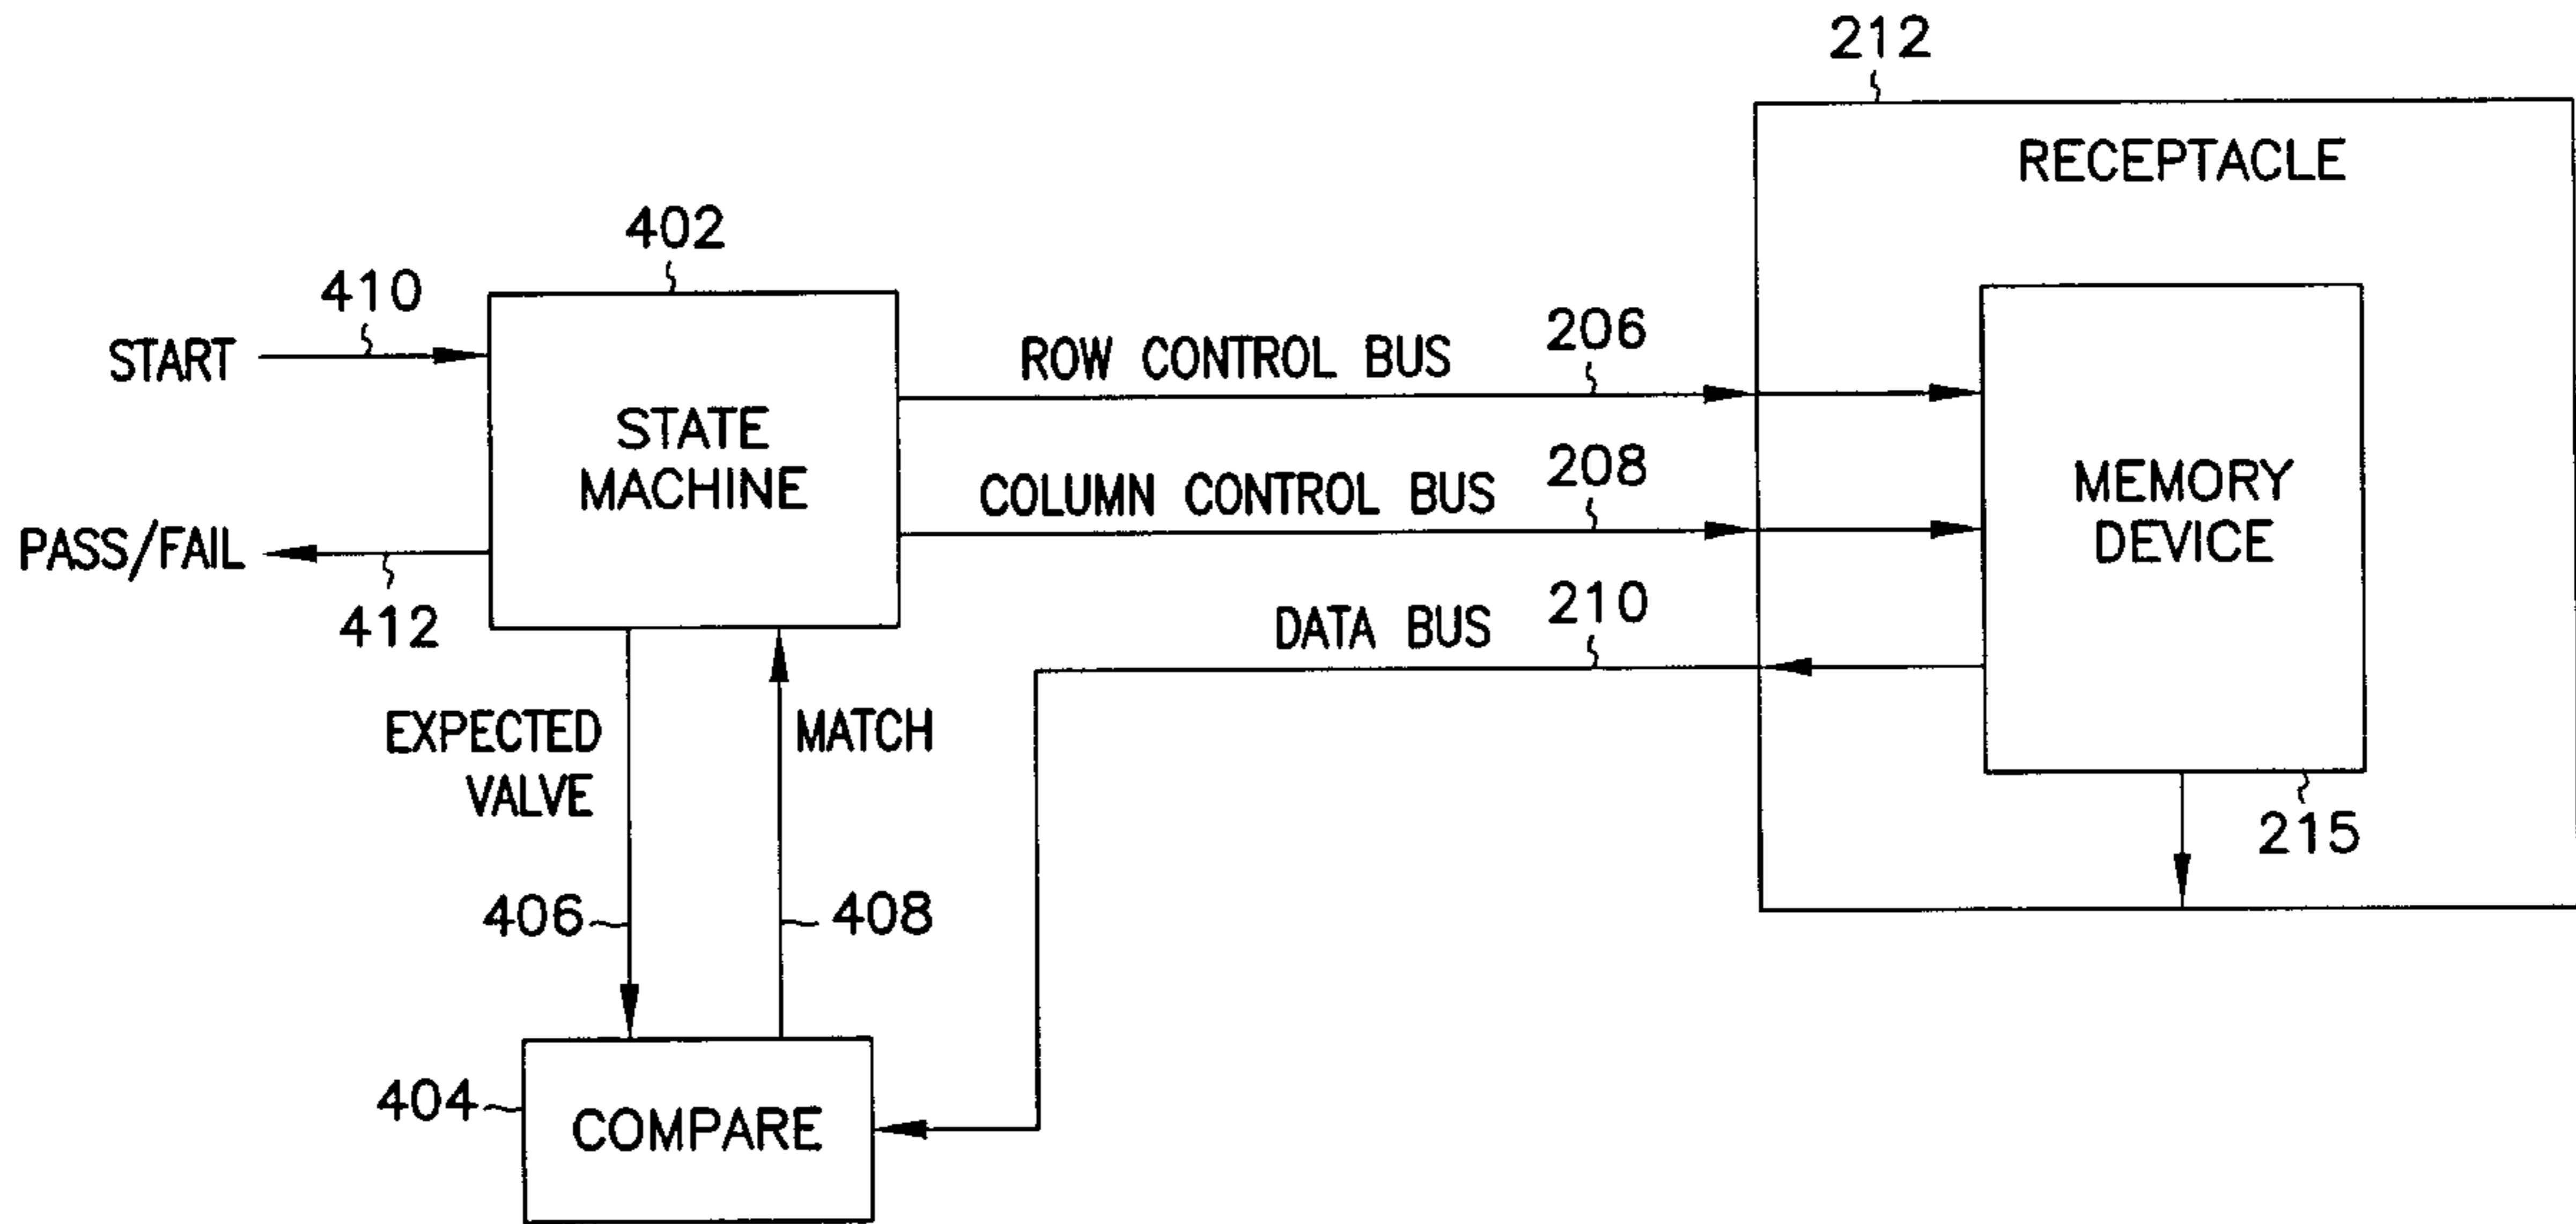 212
RECEPTACLE
402
410
START
STATE
MACHINE
ROW CONTROL BUS
206
COLUMN CONTROL BUS
208
MEMORY
DEVICE
PASS/FAIL
412
DATA BUS
210
EXPECTED
VALVE
MATCH
215
406
408
404
COMPARE